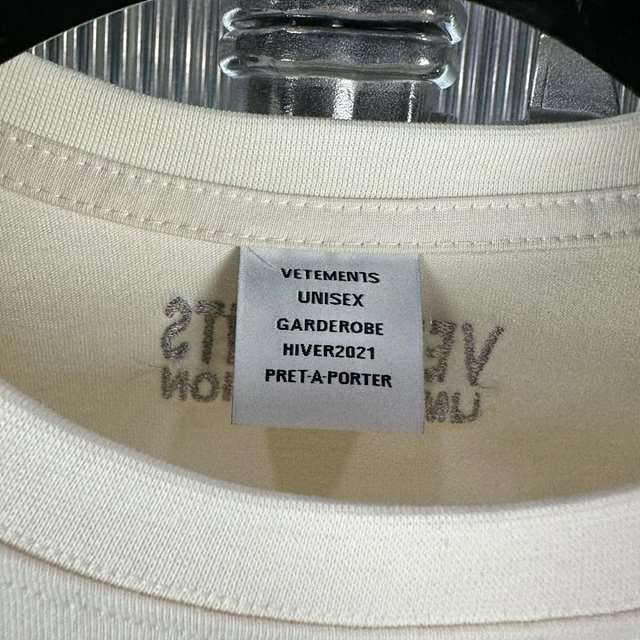 VETEMENTS
UNISEX
GARDEROBE
HIVER2021
PRET-A-PORTER